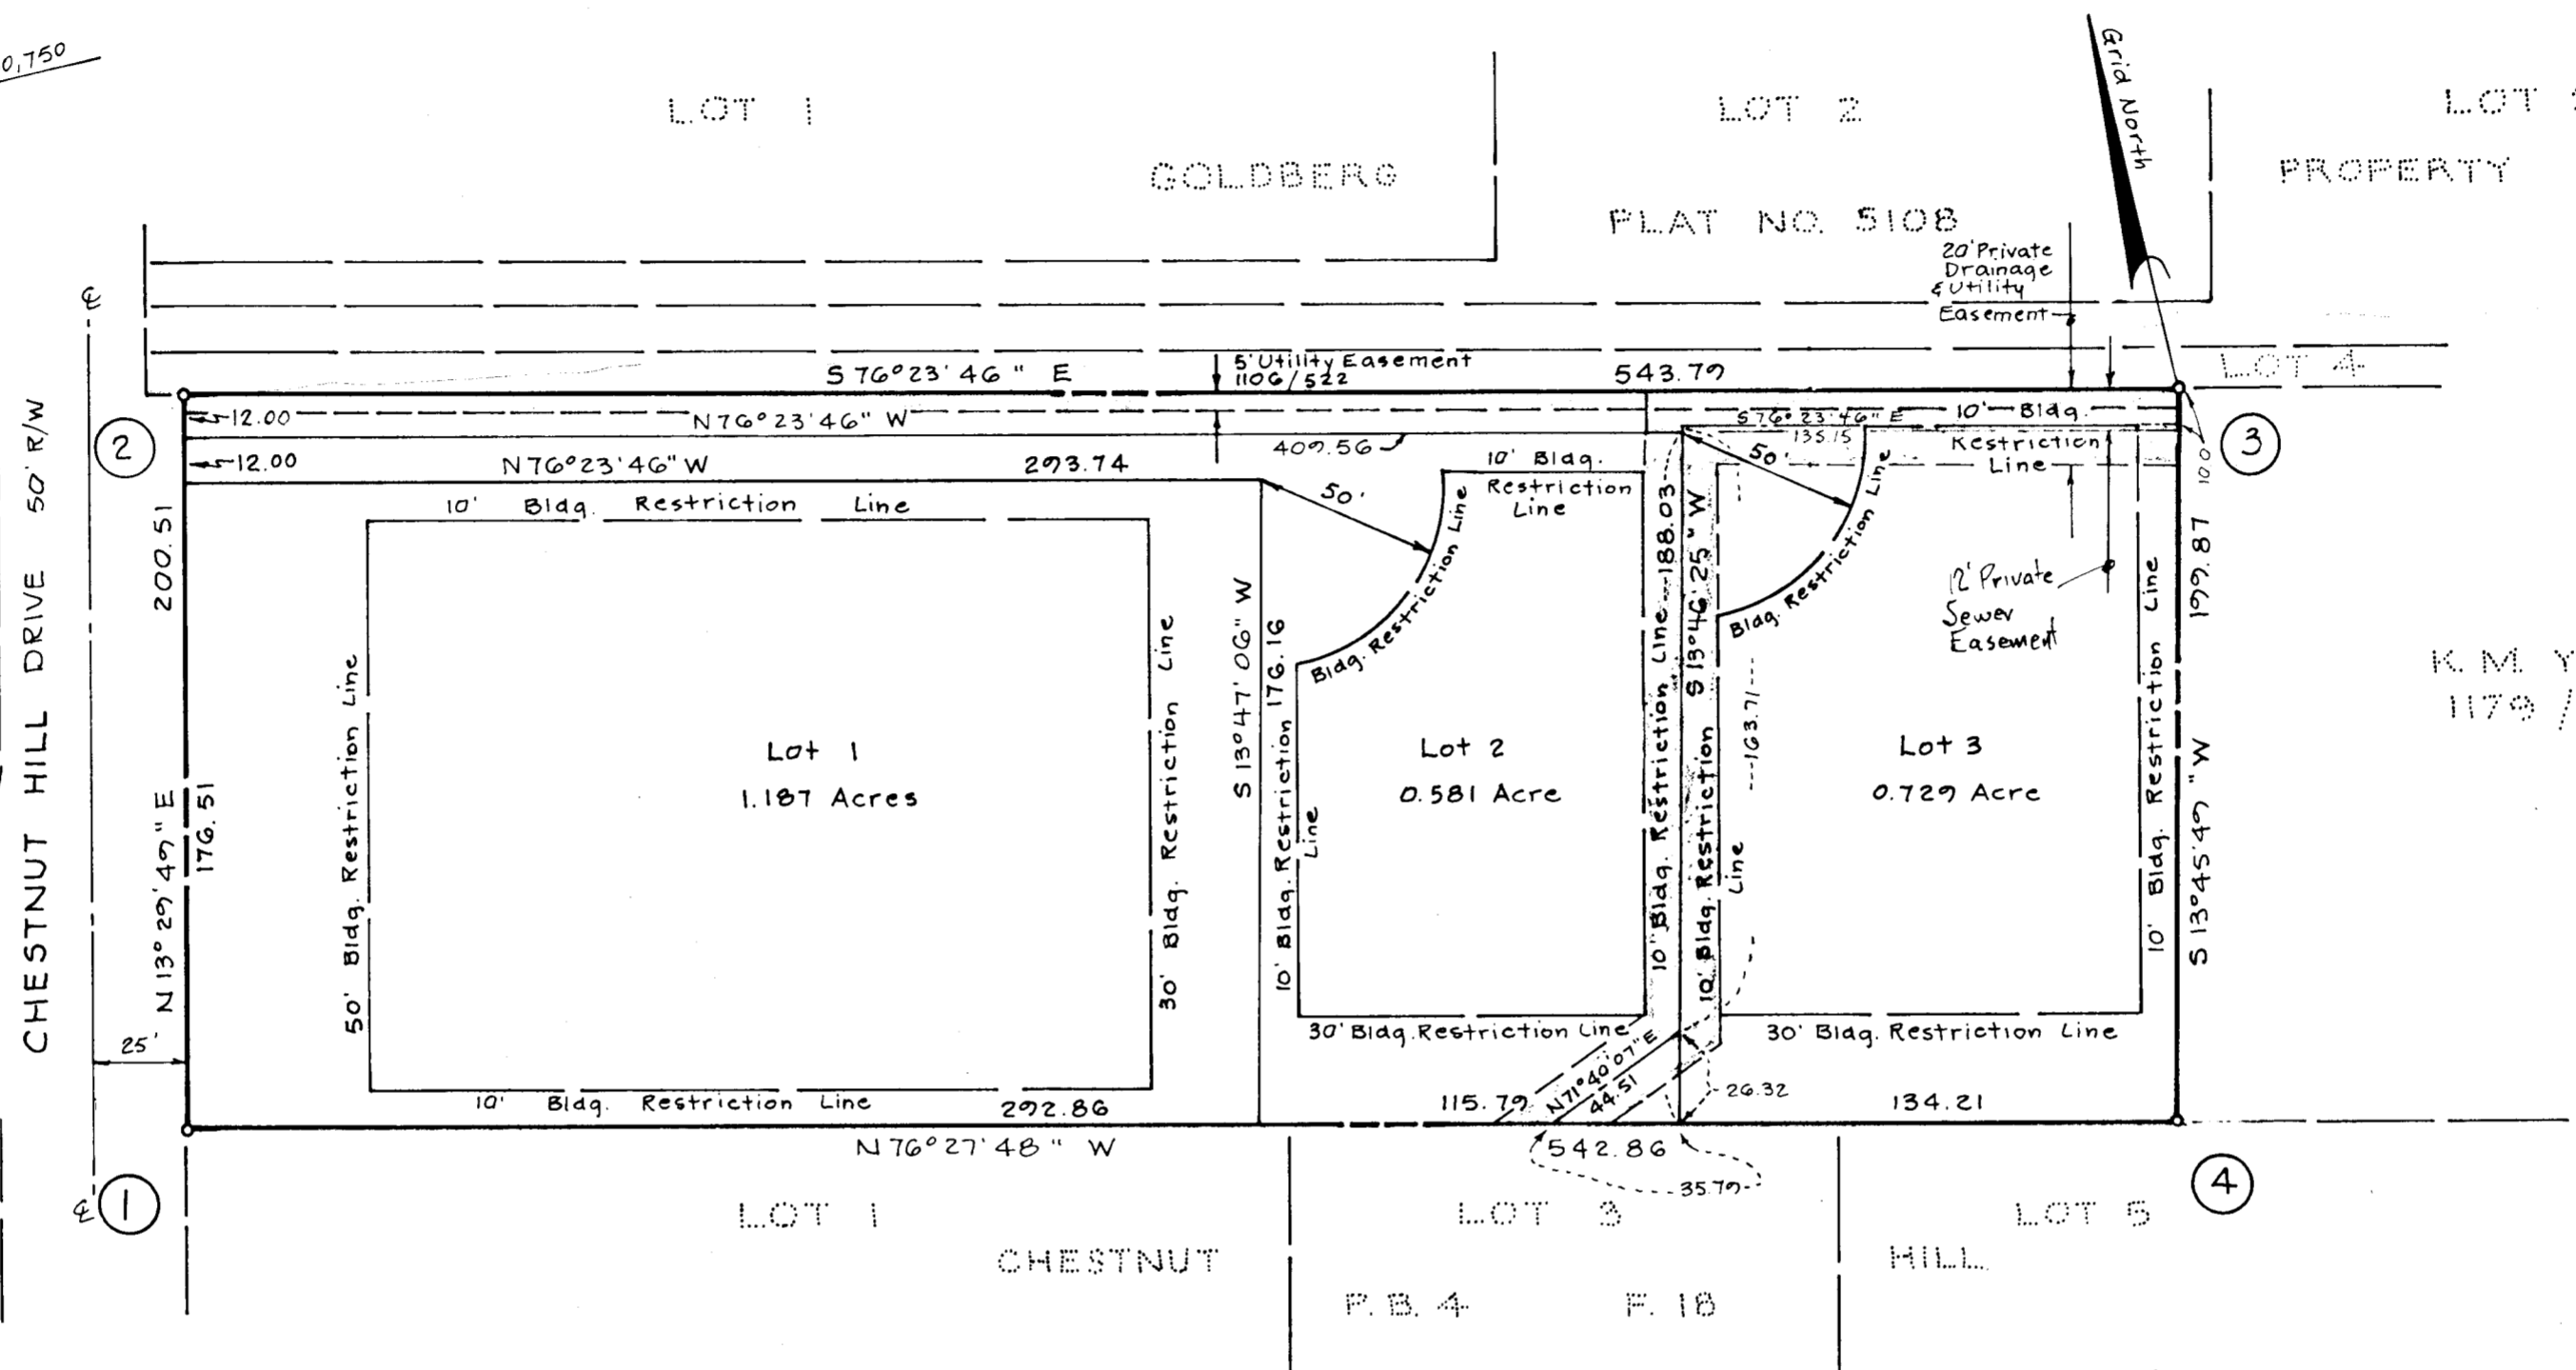 0,750
LOT 1
LOT 2
LOT
GOLDBERG
PLAT NO. 5108
PROPERTY
Grid North
20' Private
Drainage
& Utility
Easement
LOT 4
℄
S 76° 23' 46" E
5' Utility Easement
1106/522
543.79
12.00
N76° 23' 46" W
409.56
S76° 23' 46" E
135.15
10' Bldg.
Restriction
Line
12.00
N76° 23' 46" W
293.74
10' Bldg.
Restriction
Line
50'
50'
10.0
2
3
10' Bldg. Restriction Line
Bldg. Restriction Line
Bldg. Restriction Line
12' Private
Sewer
Easement
CHESTNUT HILL DRIVE 50' R/W
200.51
N13° 29' 49" E
176.51
50' Bldg. Restriction Line
30' Bldg. Restriction Line
S 13° 47' 06" W
176.16
10' Bldg. Restriction
Line
10' Bldg. Restriction Line
188.03
S 13° 46' 25" W
10' Bldg. Restriction
Line
163.71
10' Bldg. Restriction Line
199.87
S 13° 45' 49" W
Lot 1
1.187 Acres
Lot 2
0.581 Acre
Lot 3
0.729 Acre
K. M. Y
1179 /
30' Bldg. Restriction Line
30' Bldg. Restriction Line
25'
10' Bldg. Restriction Line
292.86
115.79
N71° 40' 07" E
44.51
26.32
134.21
N 76° 27' 48" W
542.86
35.79
℄
1
4
LOT 1
LOT 3
LOT 5
CHESTNUT
HILL
P. B. 4
F. 18